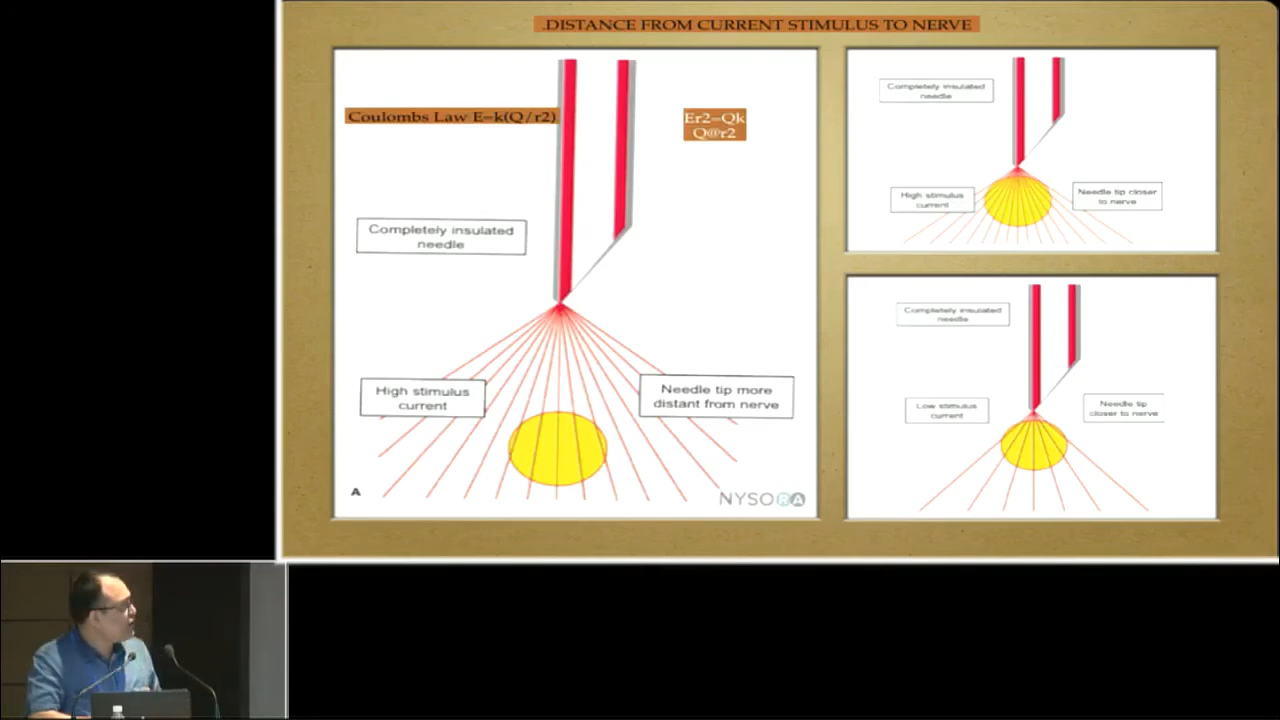 .DISTANCE FROM CURRENT STIMULUS TO NERVE
Coulombs Law E=k(Q/r2)
Er2=Qk
Q@r2
Completely insulated
needle
High stimulus
current
Needle tip more
distant from nerve
A
NYSORA
Completely insulated
needle
High stimulus
current
Needle tip closer
to nerve
Completely insulated
needle
Low stimulus
current
Needle tip
closer to nerve